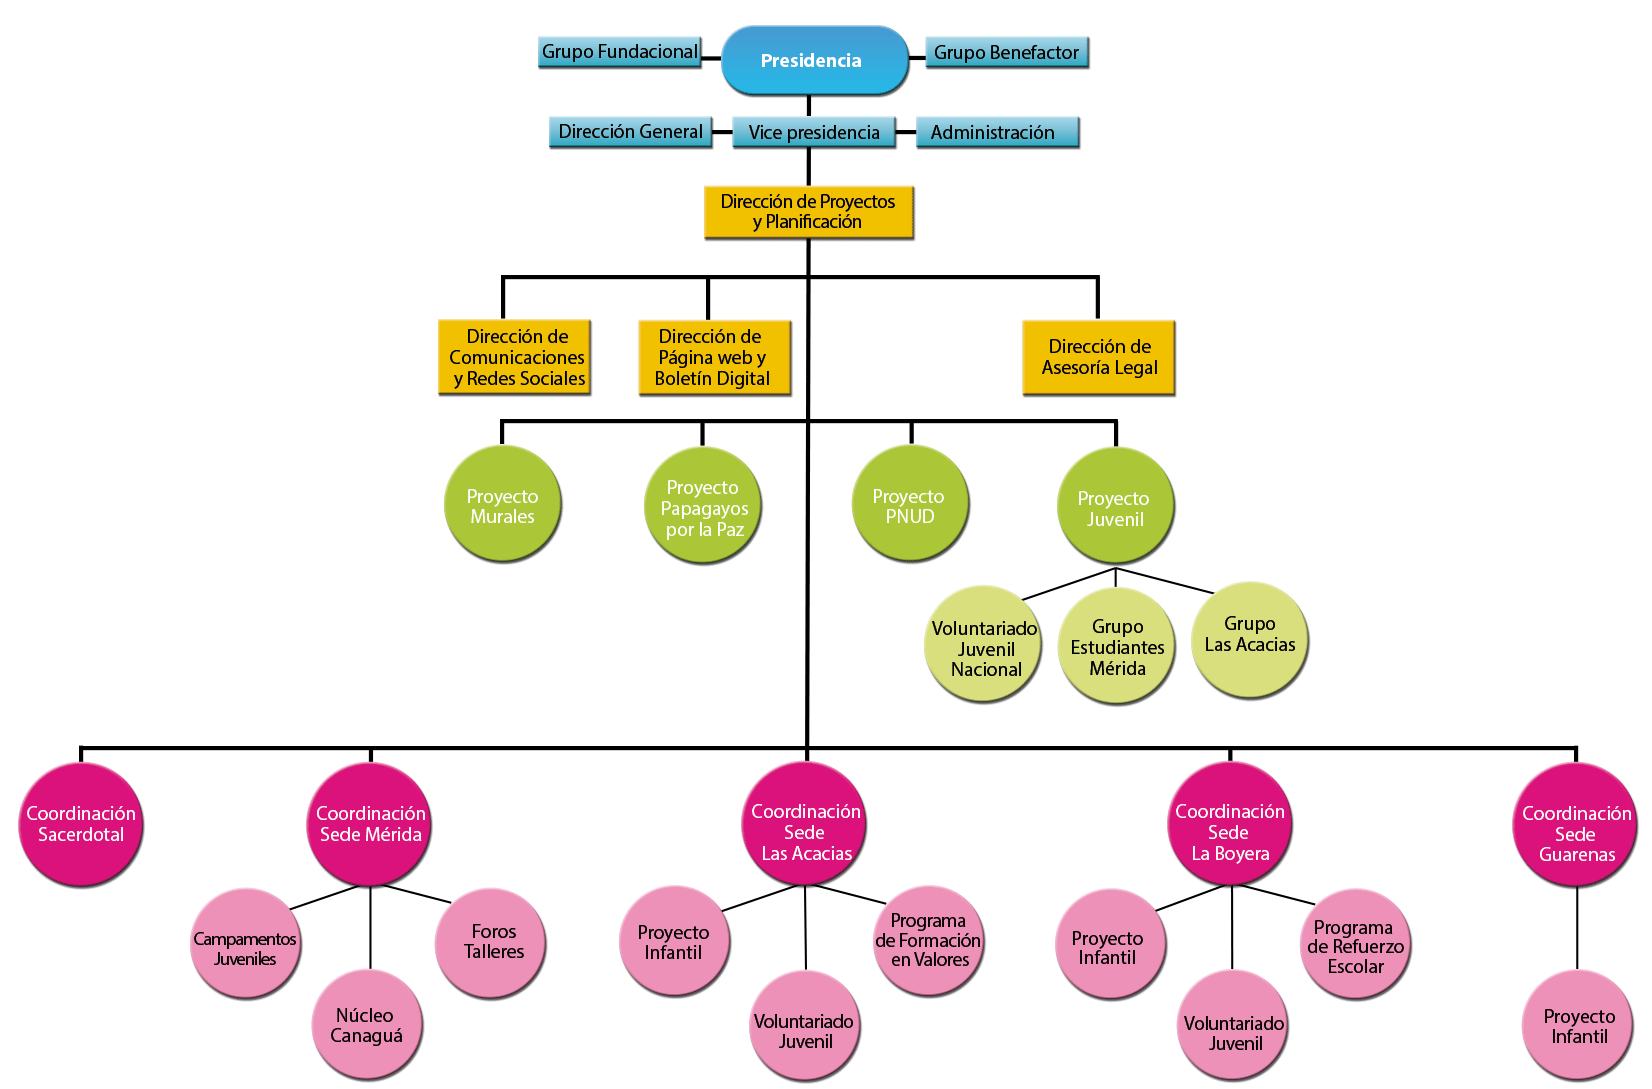 Grupo Fundacional
Presidencia
Grupo Benefactor
Dirección General
Vice presidencia
Administración
Dirección de Proyectos
y Planificación
Dirección de
Comunicaciones
y Redes Sociales
Dirección de
Página web y
Boletín Digital
Dirección de
Asesoría Legal
Proyecto
Murales
Proyecto
Papagayos
por la Paz
Proyecto
PNUD
Proyecto
Juvenil
Voluntariado
Juvenil
Nacional
Grupo
Estudiantes
Mérida
Grupo
Las Acacias
Coordinación
Sacerdotal
Coordinación
Sede Mérida
Coordinación
Sede
Las Acacias
Coordinación
Sede
La Boyera
Coordinación
Sede
Guarenas
Campamentos
Juveniles
Núcleo
Canaguá
Foros
Talleres
Proyecto
Infantil
Voluntariado
Juvenil
Programa
de Formación
en Valores
Proyecto
Infantil
Voluntariado
Juvenil
Programa
de Refuerzo
Escolar
Proyecto
Infantil